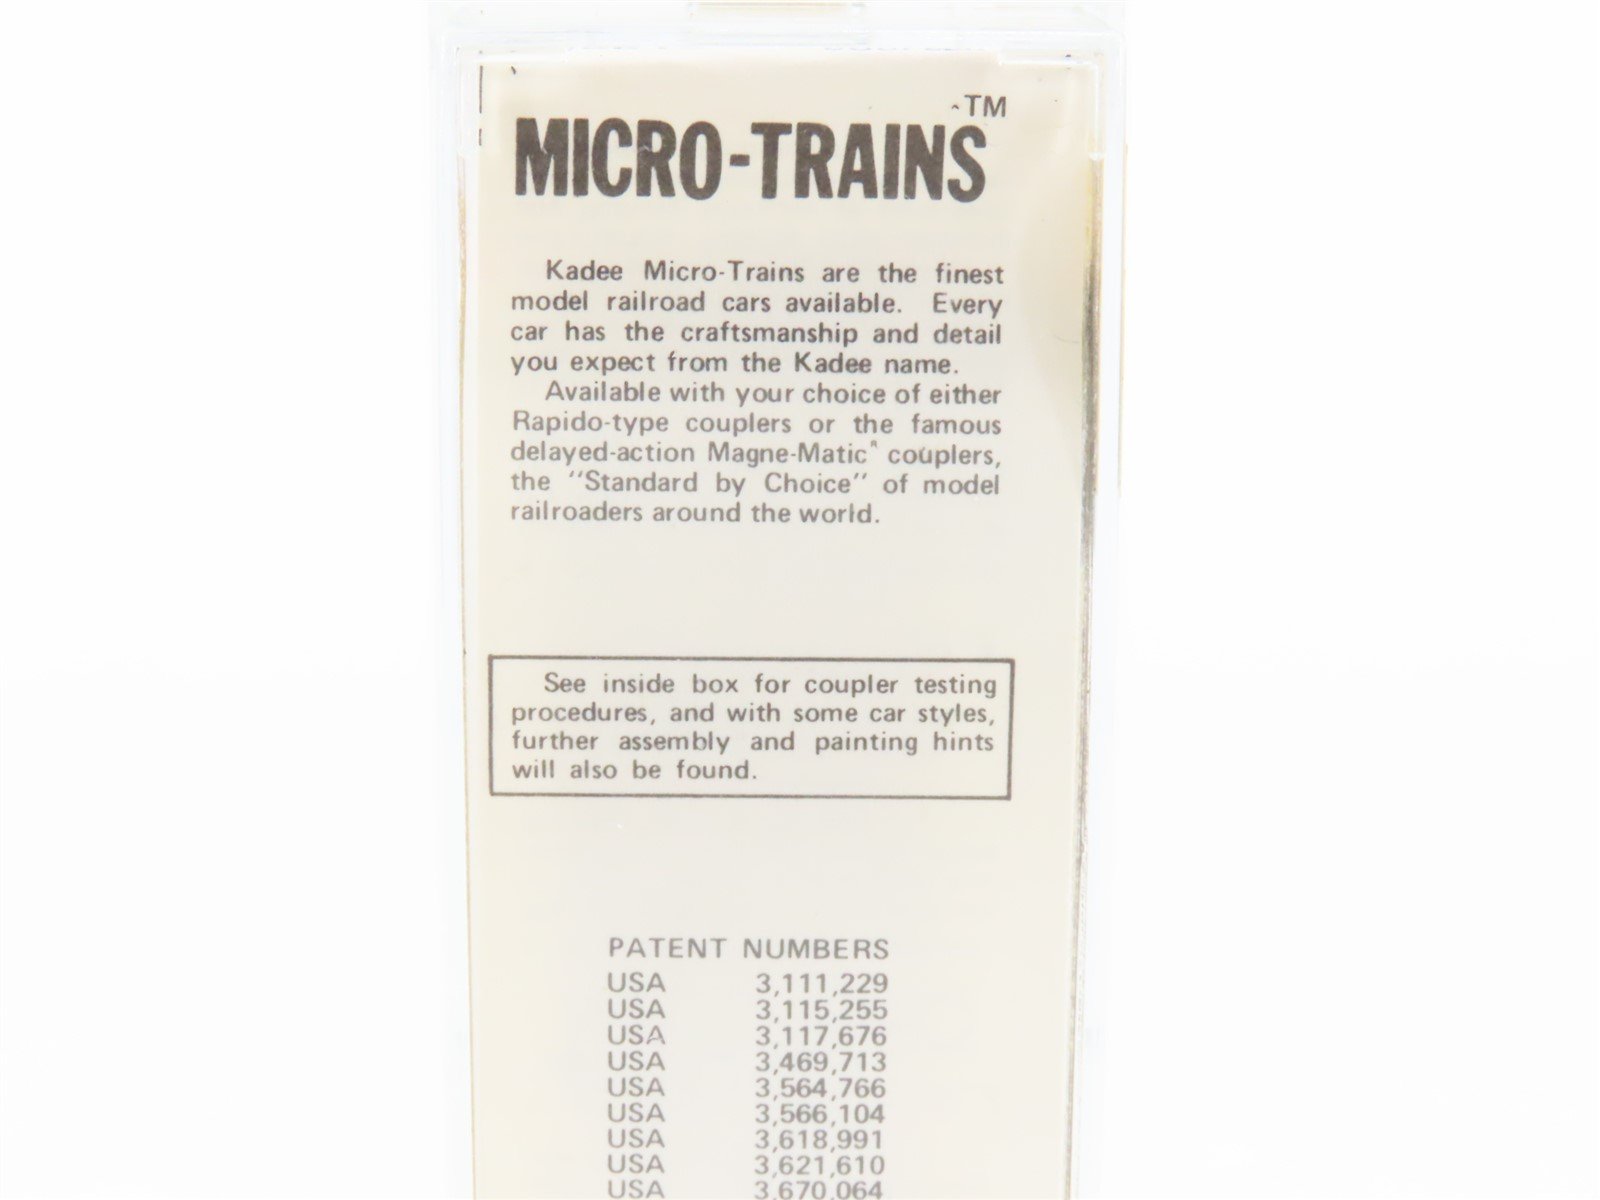 MICRO-TRAINS™
Kadee Micro-Trains are the finest
model railroad cars available. Every
car has the craftsmanship and detail
you expect from the Kadee name.
Available with your choice of either
Rapido-type couplers or the famous
delayed-action Magne-Matic® couplers,
the "Standard by Choice" of model
railroaders around the world.
See inside box for coupler testing
procedures, and with some car styles,
further assembly and painting hints
will also be found.
PATENT NUMBERS
USA 3,111,229
USA 3,115,255
USA 3,117,676
USA 3,469,713
USA 3,564,766
USA 3,566,104
USA 3,618,991
USA 3,621,610
USA 3,670,064